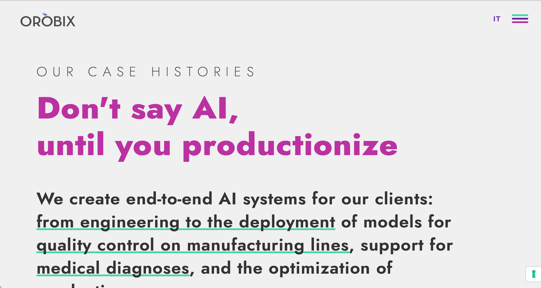 OROBIX
IT
OUR CASE HISTORIES
Don't say AI,
until you productionize
We create end-to-end AI systems for our clients:
from engineering to the deployment of models for
quality control on manufacturing lines, support for
medical diagnoses, and the optimization of